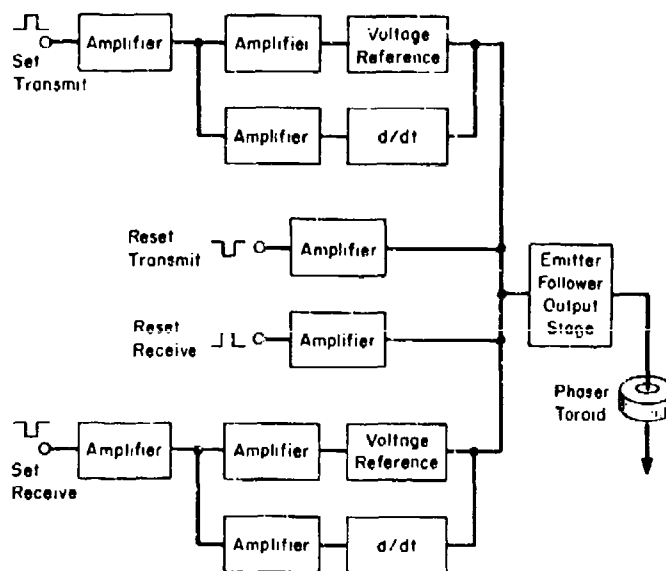 Set
Transmit
Amplifier
Amplifier
Voltage
Reference
Amplifier
d/dt
Reset
Transmit
Amplifier
Reset
Receive
Amplifier
Emitter
Follower
Output
Stage
Phaser
Toroid
Set
Receive
Amplifier
Amplifier
Voltage
Reference
Amplifier
d/dt